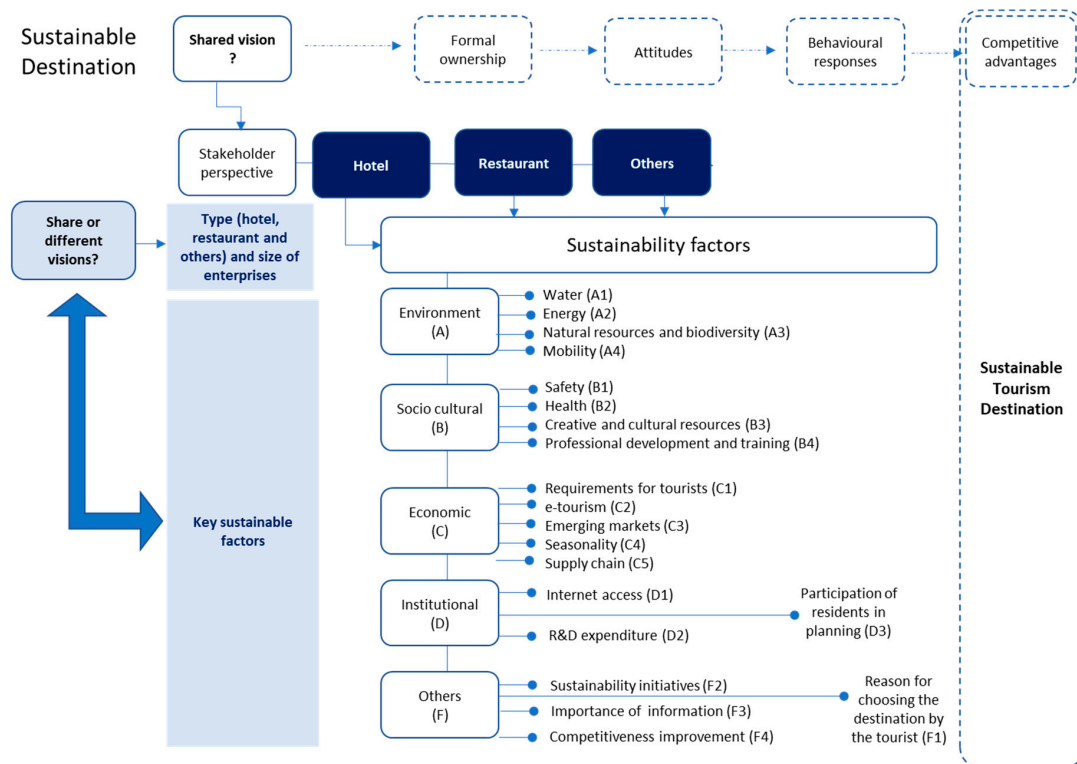 Sustainable
Destination
Shared vision
?
Formal
ownership
Attitudes
Behavioural
responses
Competitive
advantages
Stakeholder
perspective
Hotel
Restaurant
Others
Share or
different
visions?
Type (hotel,
restaurant and
others) and size of
enterprises
Sustainability factors
Environment
(A)
Water (A1)
Energy (A2)
Natural resources and biodiversity (A3)
Mobility (A4)
Socio cultural
(B)
Safety (B1)
Health (B2)
Creative and cultural resources (B3)
Professional development and training (B4)
Sustainable
Tourism
Destination
Key sustainable
factors
Economic
(C)
Requirements for tourists (C1)
e-tourism (C2)
Emerging markets (C3)
Seasonality (C4)
Supply chain (C5)
Institutional
(D)
Internet access (D1)
R&D expenditure (D2)
Participation of
residents in
planning (D3)
Others
(F)
Sustainability initiatives (F2)
Importance of information (F3)
Competitiveness improvement (F4)
Reason for
choosing the
destination by
the tourist (F1)